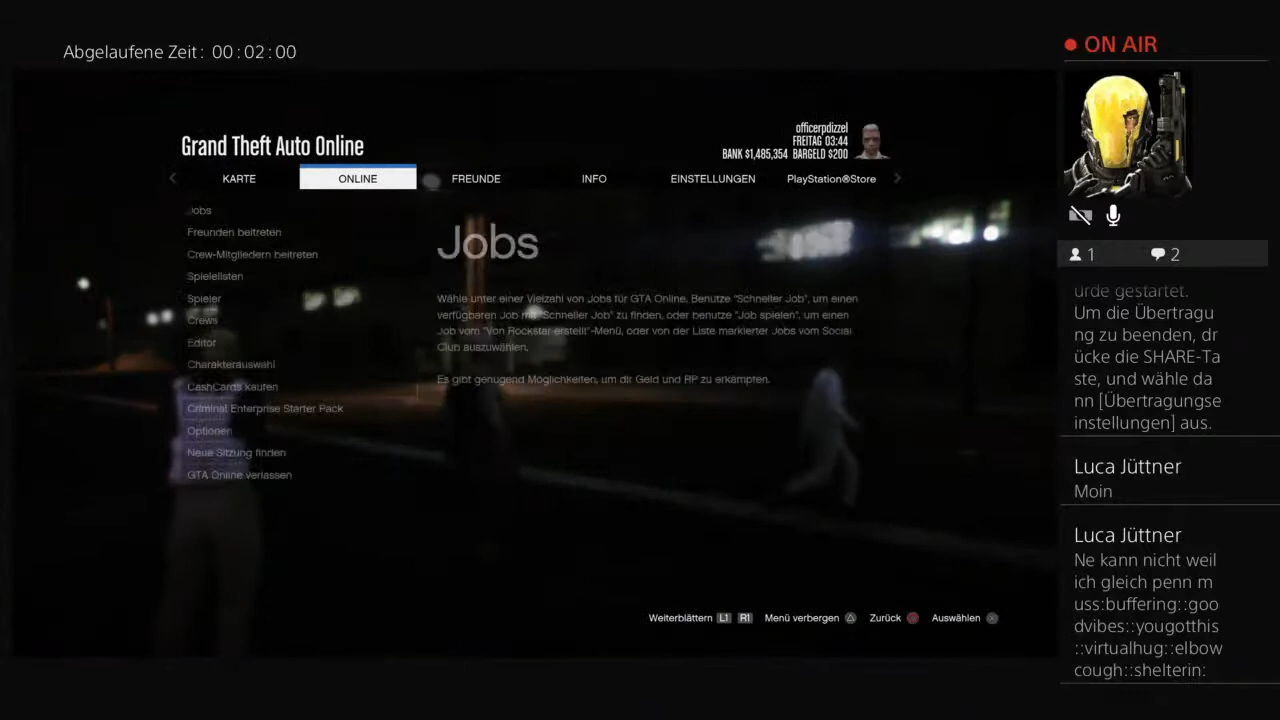 Abgelaufene Zeit: 00:02:00
ON AIR
Grand Theft Auto Online
officerpdizzel
FREITAG 03:44
BANK $1,485,354 BARGELD $200
KARTE ONLINE FREUNDE INFO EINSTELLUNGEN PlayStation®Store
Jobs
Freunden beitreten
Crew-Mitgliedern beitreten
Spielelisten
Spieler
Crews
Editor
Charakterauswahl
CashCards kaufen
Criminal Enterprise Starter Pack
Optionen
Neue Sitzung finden
GTA Online verlassen
Jobs
Wähle unter einer Vielzahl von Jobs für GTA Online. Benutze "Schneller Job", um einen
verfügbaren Job mit "Schneller Job" zu finden, oder benutze "Job spielen", um einen
Job vom "Von Rockstar erstellt"-Menü, oder von der Liste markierter Jobs vom Social
Club auszuwählen.
Es gibt genügend Möglichkeiten, um dir Geld und RP zu erkämpfen.
Weiterblättern L1 R1 Menü verbergen Zurück Auswählen
1 2
urde gestartet.
Um die Übertragu
ng zu beenden, dr
ücke die SHARE-Ta
ste, und wähle da
nn [Übertragungse
instellungen] aus.
Luca Jüttner
Moin
Luca Jüttner
Ne kann nicht weil
ich gleich penn m
uss:buffering::goo
dvibes::yougotthis
::virtualhug::elbow
cough::shelterin: